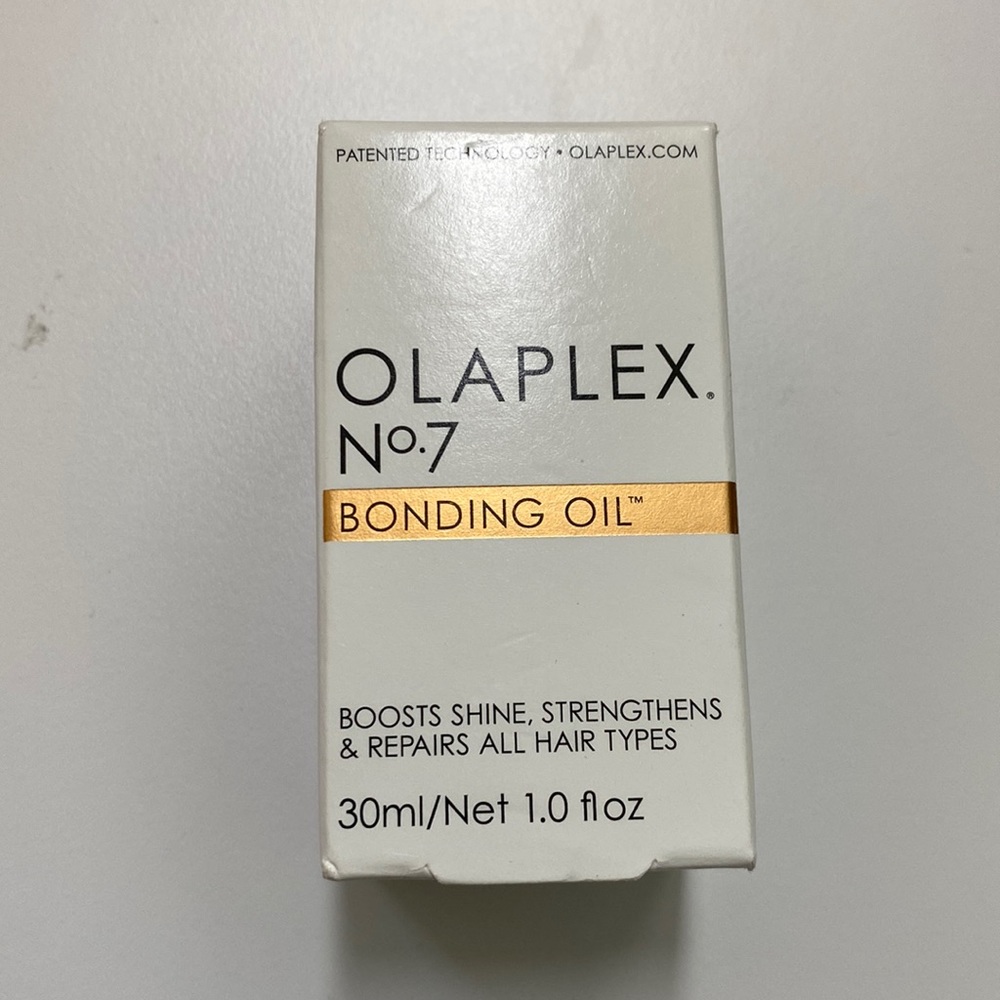 PATENTED TECHNOLOGY • OLAPLEX.COM
OLAPLEX®
Nº.7
BONDING OIL™
BOOSTS SHINE, STRENGTHENS
& REPAIRS ALL HAIR TYPES
30ml/Net 1.0 fl oz